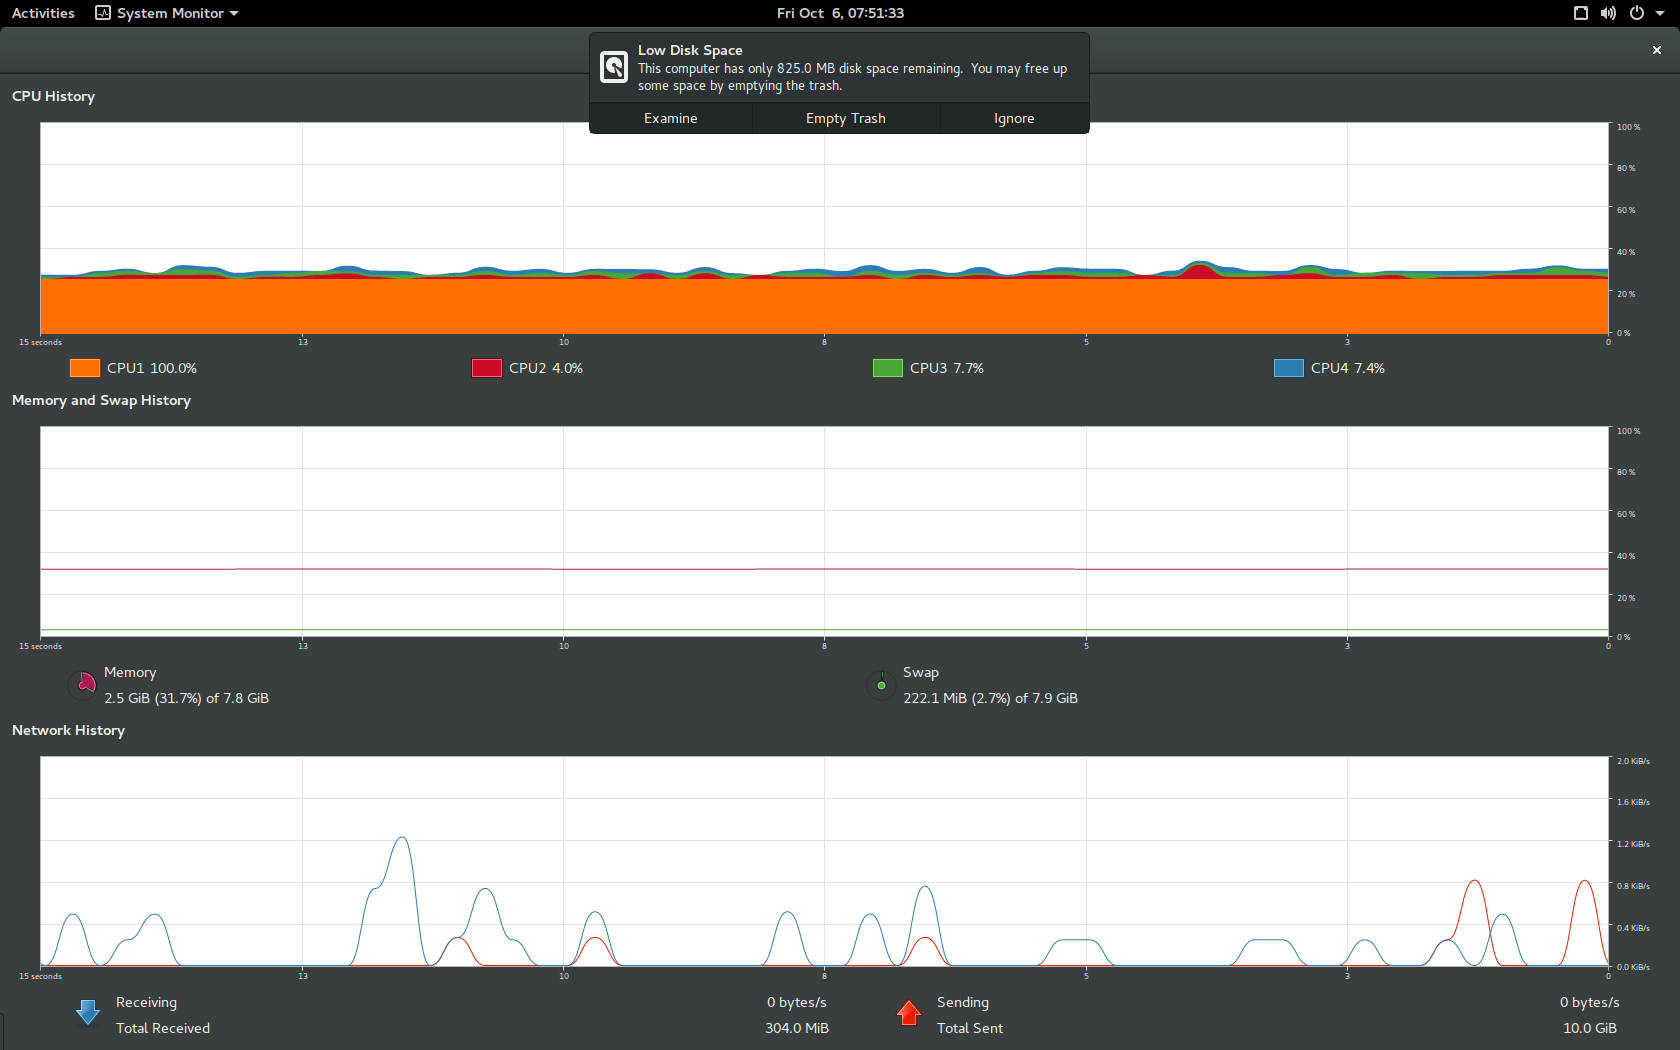 Activities System Monitor Fri Oct 6, 07:51:33
Low Disk Space
This computer has only 825.0 MB disk space remaining. You may free up
some space by emptying the trash.
Examine Empty Trash Ignore
CPU History
100 %
80 %
60 %
40 %
20 %
0 %
15 seconds 13 10 8 5 3 0
CPU1 100.0% CPU2 4.0% CPU3 7.7% CPU4 7.4%
Memory and Swap History
100 %
80 %
60 %
40 %
20 %
0 %
15 seconds 13 10 8 5 3 0
Memory Swap
2.5 GiB (31.7%) of 7.8 GiB 222.1 MiB (2.7%) of 7.9 GiB
Network History
2.0 KiB/s
1.6 KiB/s
1.2 KiB/s
0.8 KiB/s
0.4 KiB/s
0.0 KiB/s
15 seconds 13 10 8 5 3 0
Receiving 0 bytes/s Sending 0 bytes/s
Total Received 304.0 MiB Total Sent 10.0 GiB